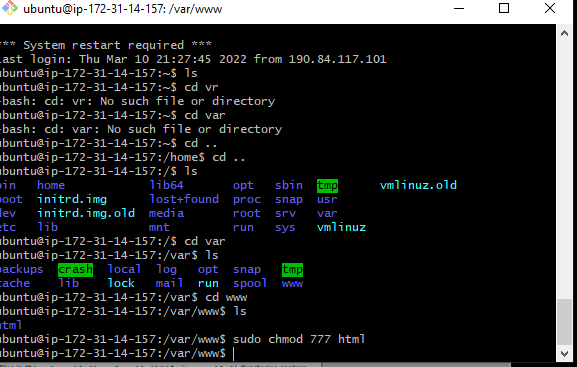 ubuntu@ip-172-31-14-157: /var/www
*** System restart required ***
Last login: Thu Mar 10 21:27:45 2022 from 190.84.117.101
ubuntu@ip-172-31-14-157:~$ ls
ubuntu@ip-172-31-14-157:~$ cd vr
-bash: cd: vr: No such file or directory
ubuntu@ip-172-31-14-157:~$ cd var
-bash: cd: var: No such file or directory
ubuntu@ip-172-31-14-157:~$ cd ..
ubuntu@ip-172-31-14-157:/home$ cd ..
ubuntu@ip-172-31-14-157:/$ ls
bin home lib64 opt sbin tmp vmlinuz.old
boot initrd.img lost+found proc snap usr
dev initrd.img.old media root srv var
etc lib mnt run sys vmlinuz
ubuntu@ip-172-31-14-157:/$ cd var
ubuntu@ip-172-31-14-157:/var$ ls
backups crash local log opt snap tmp
cache lib lock mail run spool www
ubuntu@ip-172-31-14-157:/var$ cd www
ubuntu@ip-172-31-14-157:/var/www$ ls
html
ubuntu@ip-172-31-14-157:/var/www$ sudo chmod 777 html
ubuntu@ip-172-31-14-157:/var/www$